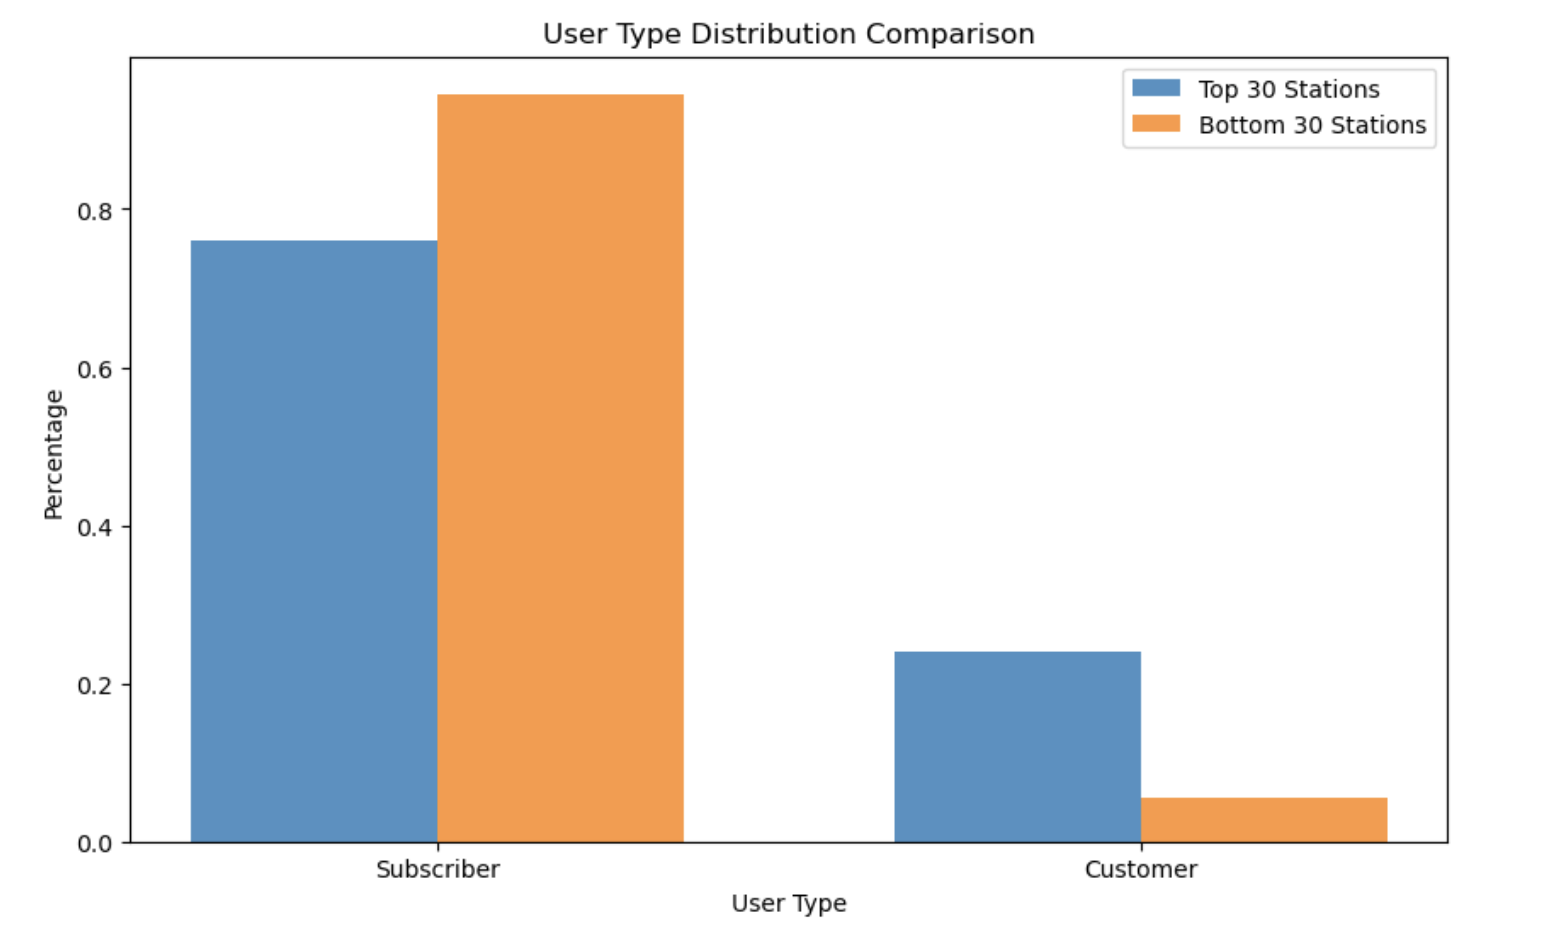 User Type Distribution Comparison
Top 30 Stations
Bottom 30 Stations
Percentage
0.8
0.6
0.4
0.2
0.0
Subscriber
Customer
User Type